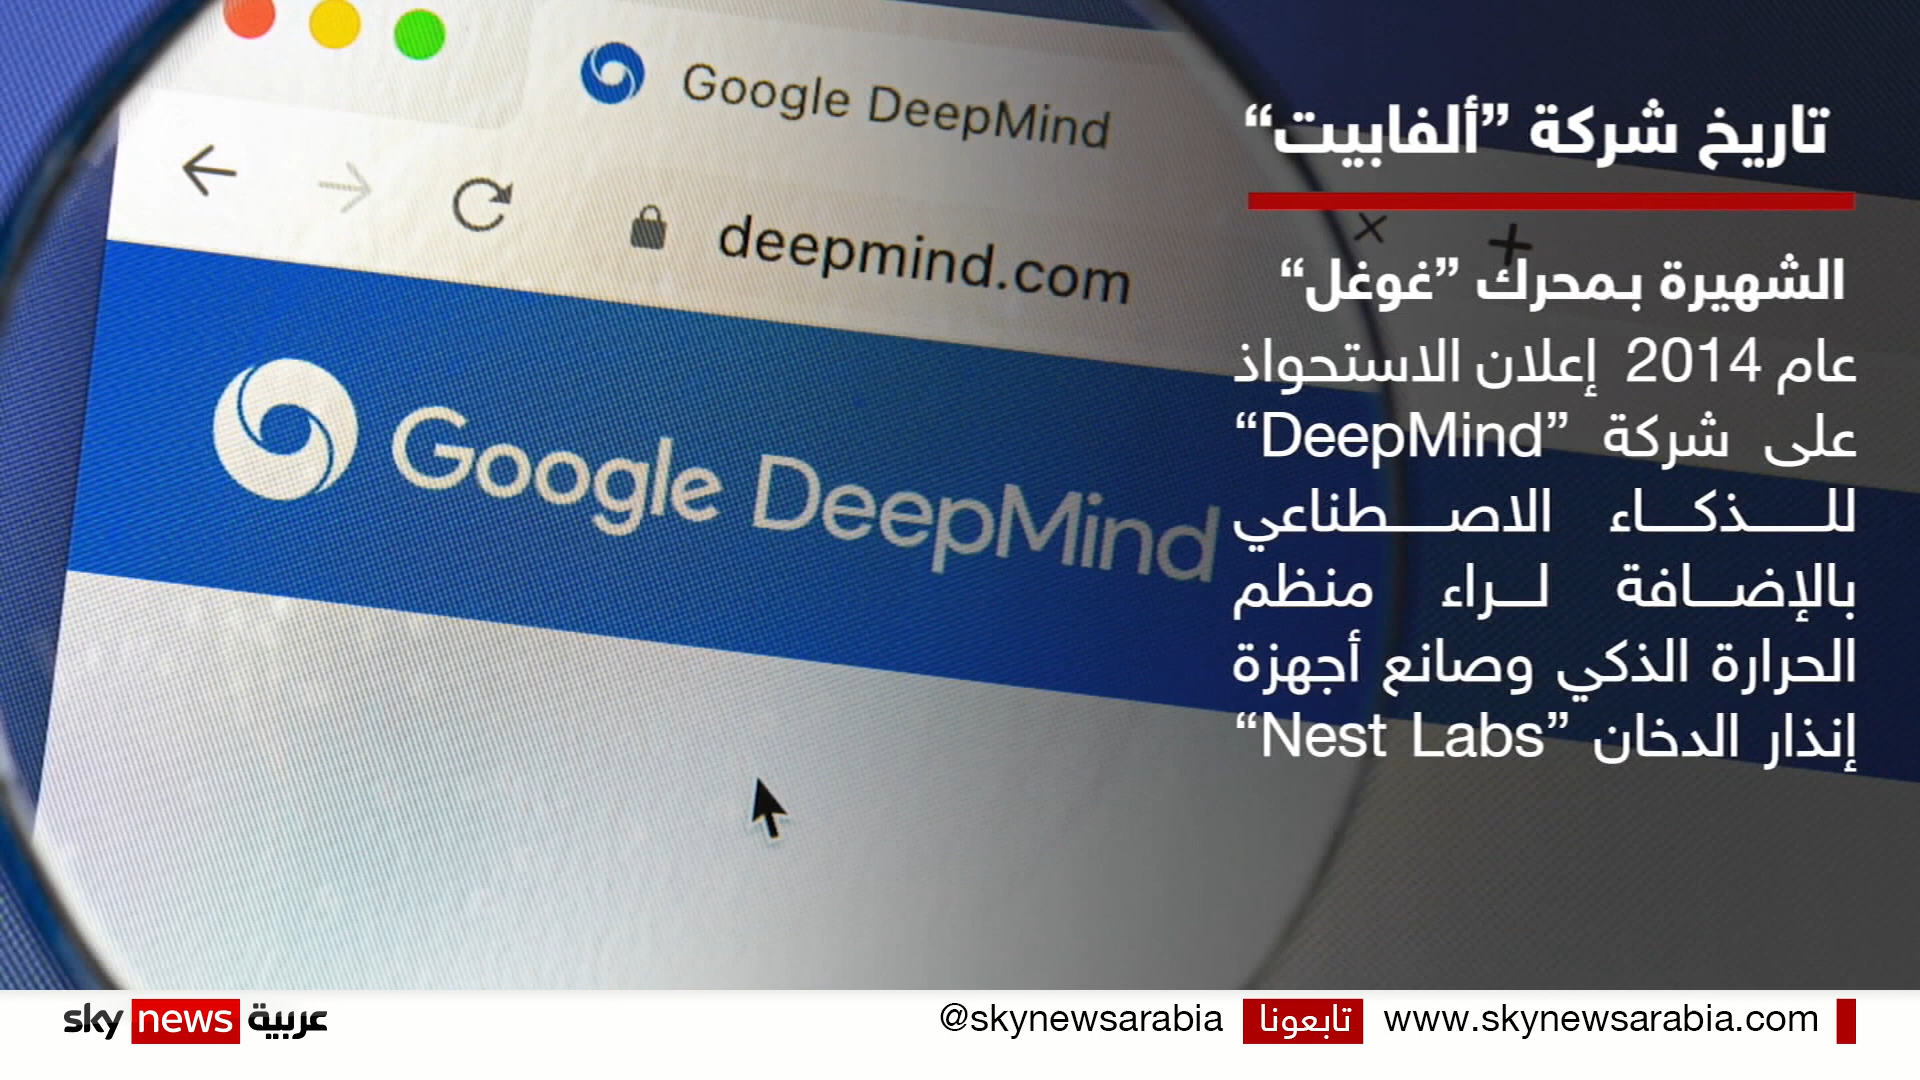 Google DeepMind
deepmind.com
Google DeepMind
تاريخ شركة ”ألفابيت“
الشهيرة بمحرك ”غوغل“
عام 2014 إعلان الاستحواذ
على شركة ”DeepMind“
للذكاء الاصطناعي
بالإضافة لراء منظم
الحرارة الذكي وصانع أجهزة
إنذار الدخان ”Nest Labs“
sky news عربية
@skynewsarabia تابعونا www.skynewsarabia.com